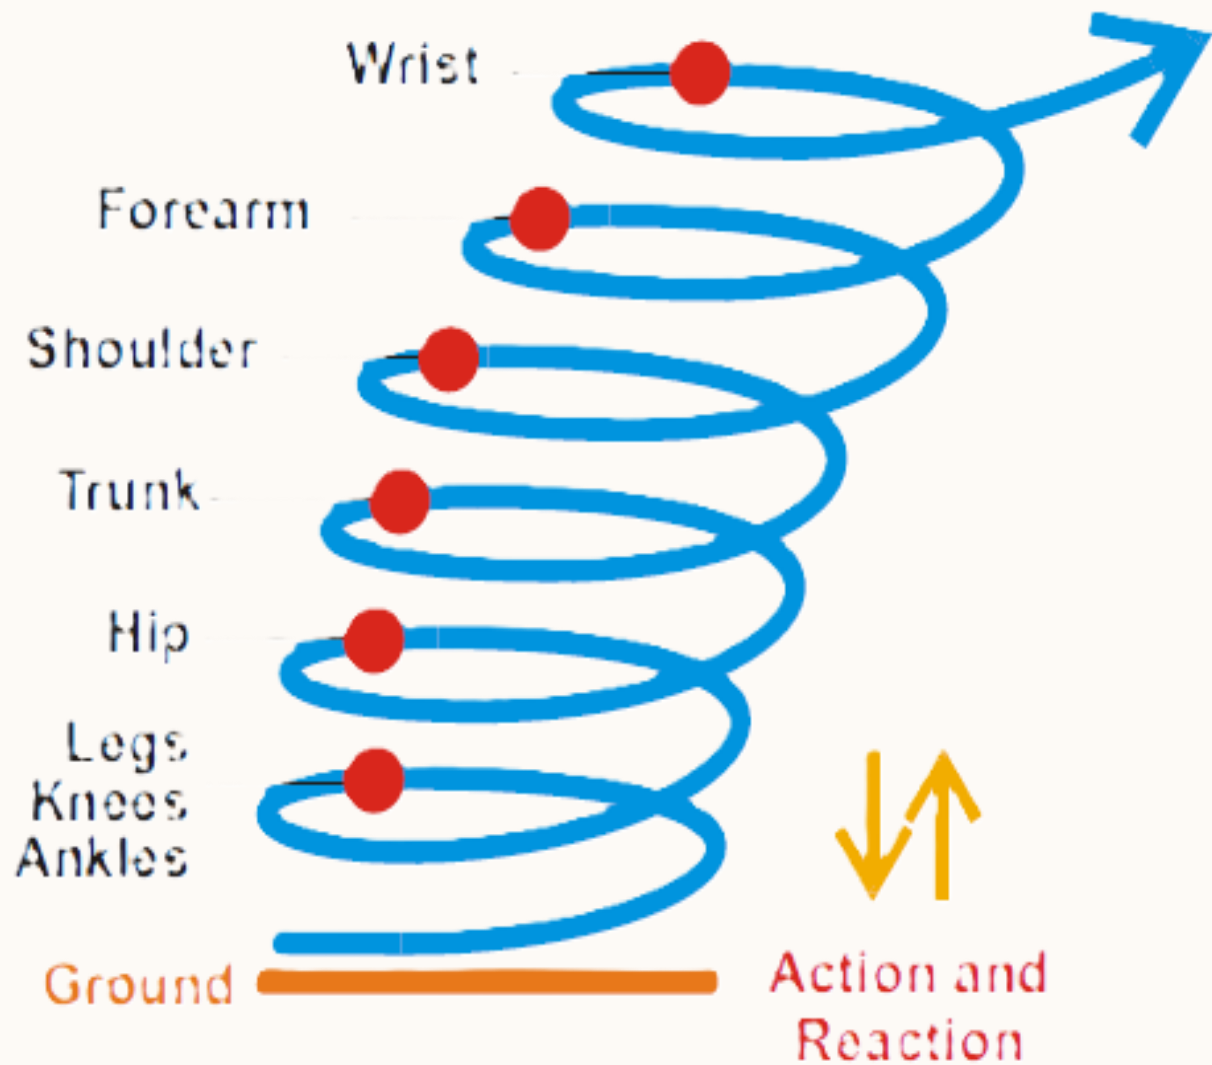 Wrist
Forearm
Shoulder
Trunk
Hip
Legs
Knees
Ankles
Ground
Action and
Reaction